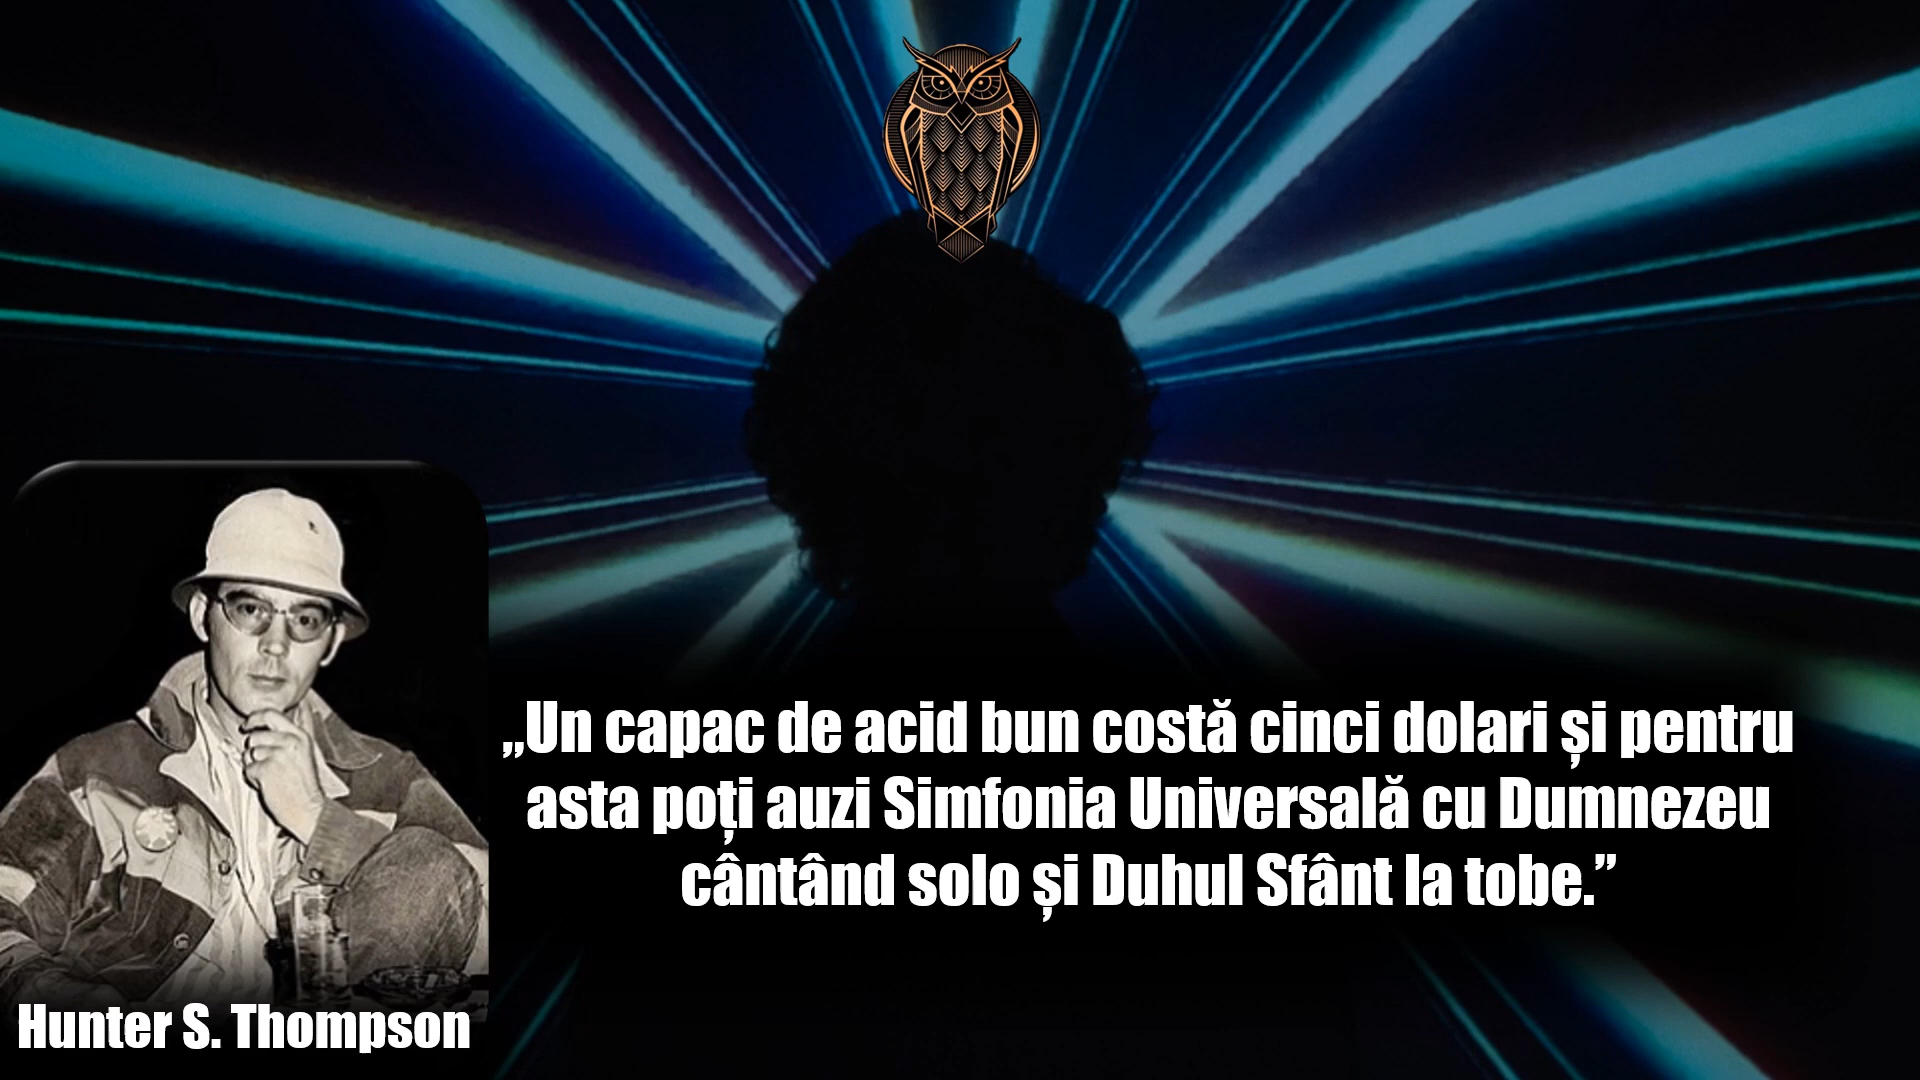 „Un capac de acid bun costă cinci dolari și pentru
asta poți auzi Simfonia Universală cu Dumnezeu
cântând solo și Duhul Sfânt la tobe.”
Hunter S. Thompson